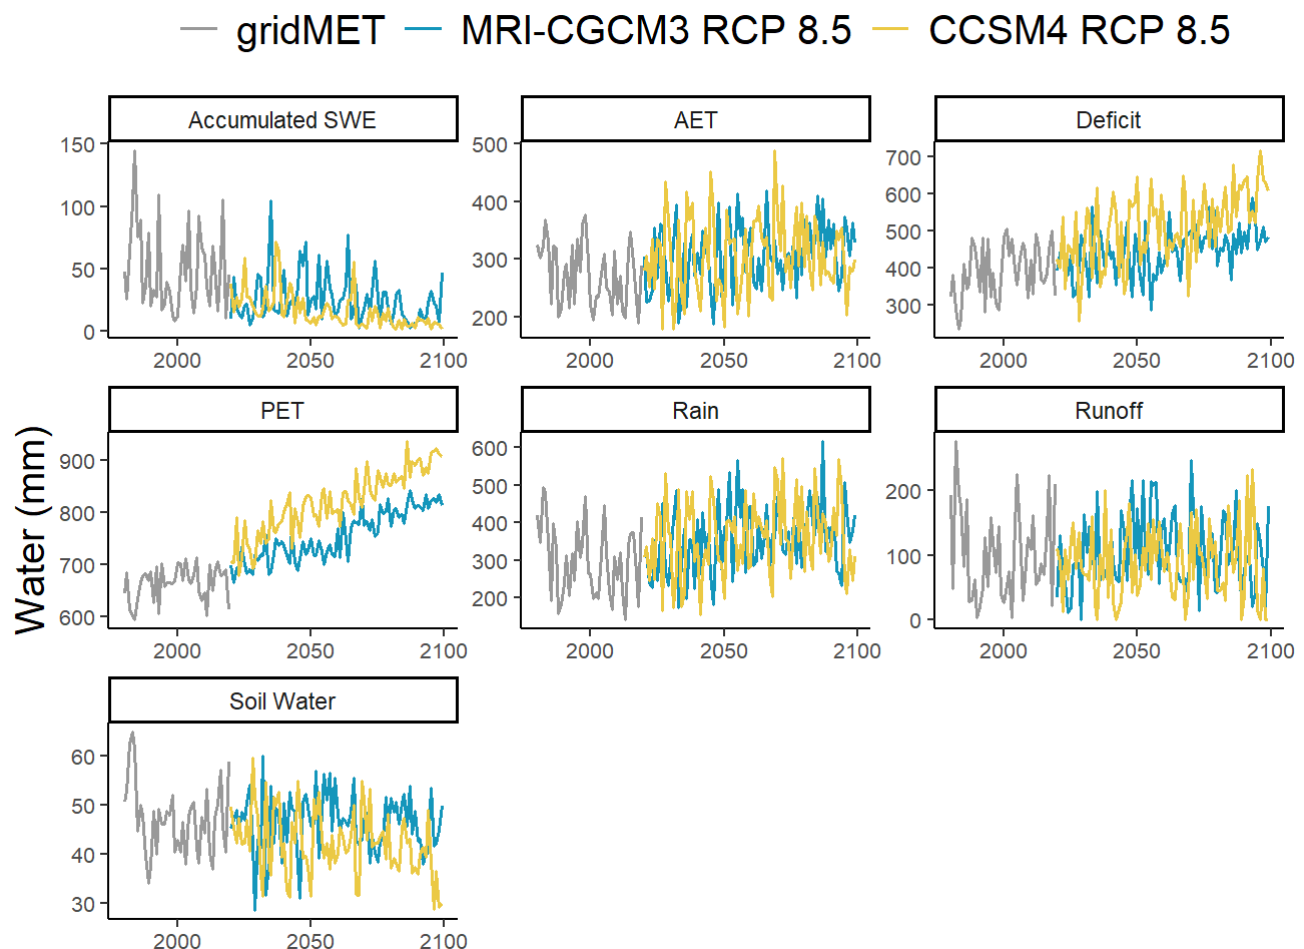 gridMET MRI-CGCM3 RCP 8.5 CCSM4 RCP 8.5
Accumulated SWE
150
100
50
0
2000 2050 2100
AET
500
400
300
200
2000 2050 2100
Deficit
700
600
500
400
300
2000 2050 2100
Water (mm)
PET
900
800
700
600
2000 2050 2100
Rain
600
500
400
300
200
2000 2050 2100
Runoff
200
100
0
2000 2050 2100
Soil Water
60
50
40
30
2000 2050 2100